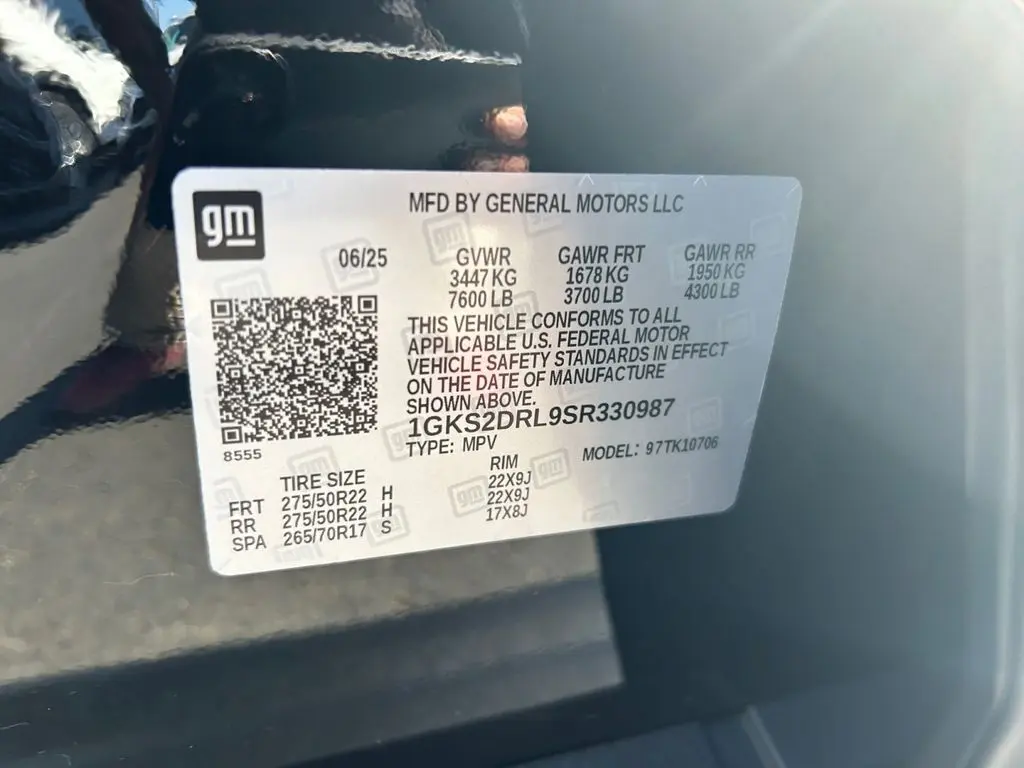 gm
MFD BY GENERAL MOTORS LLC
06/25 GVWR GAWR FRT GAWR RR
3447 KG 1678 KG 1950 KG
7600 LB 3700 LB 4300 LB
THIS VEHICLE CONFORMS TO ALL
APPLICABLE U.S. FEDERAL MOTOR
VEHICLE SAFETY STANDARDS IN EFFECT
ON THE DATE OF MANUFACTURE
SHOWN ABOVE.
1GKS2DRL9SR330987
TYPE: MPV MODEL: 97TK10706
8555
TIRE SIZE RIM
FRT 275/50R22 H 22X9J
RR 275/50R22 H 22X9J
SPA 265/70R17 S 17X8J